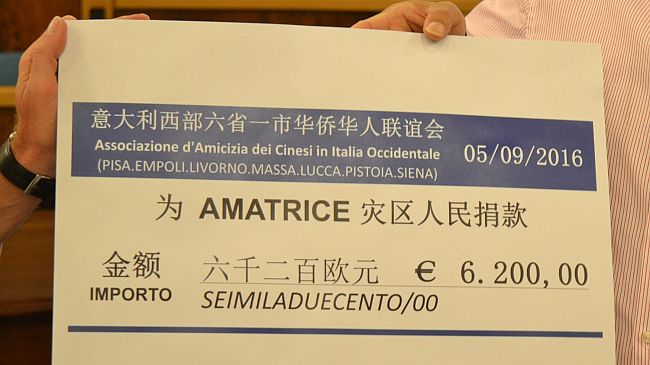 意大利西部六省一市华侨华人联谊会
Associazione d'Amicizia dei Cinesi in Italia Occidentale
(PISA.EMPOLI.LIVORNO.MASSA.LUCCA.PISTOIA.SIENA)
05/09/2016
为 AMATRICE 灾区人民捐款
金额 六千二百欧元 € 6.200,00
IMPORTO SEIMILADUECENTO/00